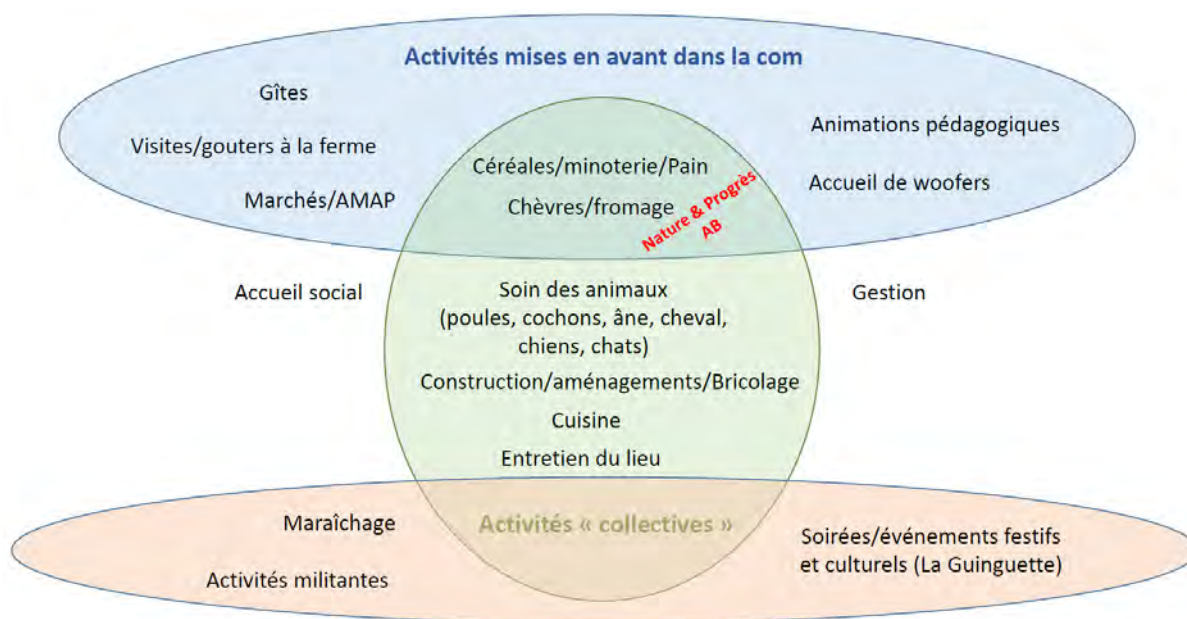 Activités mises en avant dans la com
Gîtes
Visites/gouters à la ferme
Marchés/AMAP
Céréales/minoterie/Pain
Chèvres/fromage
Nature & Progrès
AB
Animations pédagogiques
Accueil de woofers
Accueil social
Soin des animaux
(poules, cochons, âne, cheval,
chiens, chats)
Construction/aménagements/Bricolage
Cuisine
Entretien du lieu
Gestion
Maraîchage
Activités militantes
Activités « collectives »
Soirées/événements festifs
et culturels (La Guinguette)